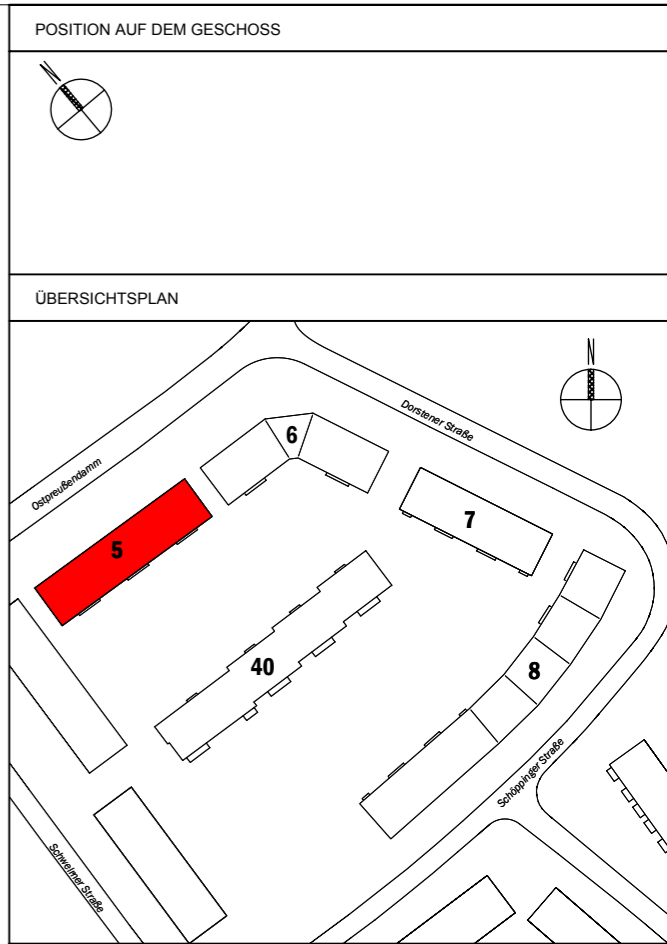 POSITION AUF DEM GESCHOSS
N
ÜBERSICHTSPLAN
N
Dorstener Straße
6
Ostpreußendamm
7
5
40
8
Schöppinger Straße
Schwelmer Straße